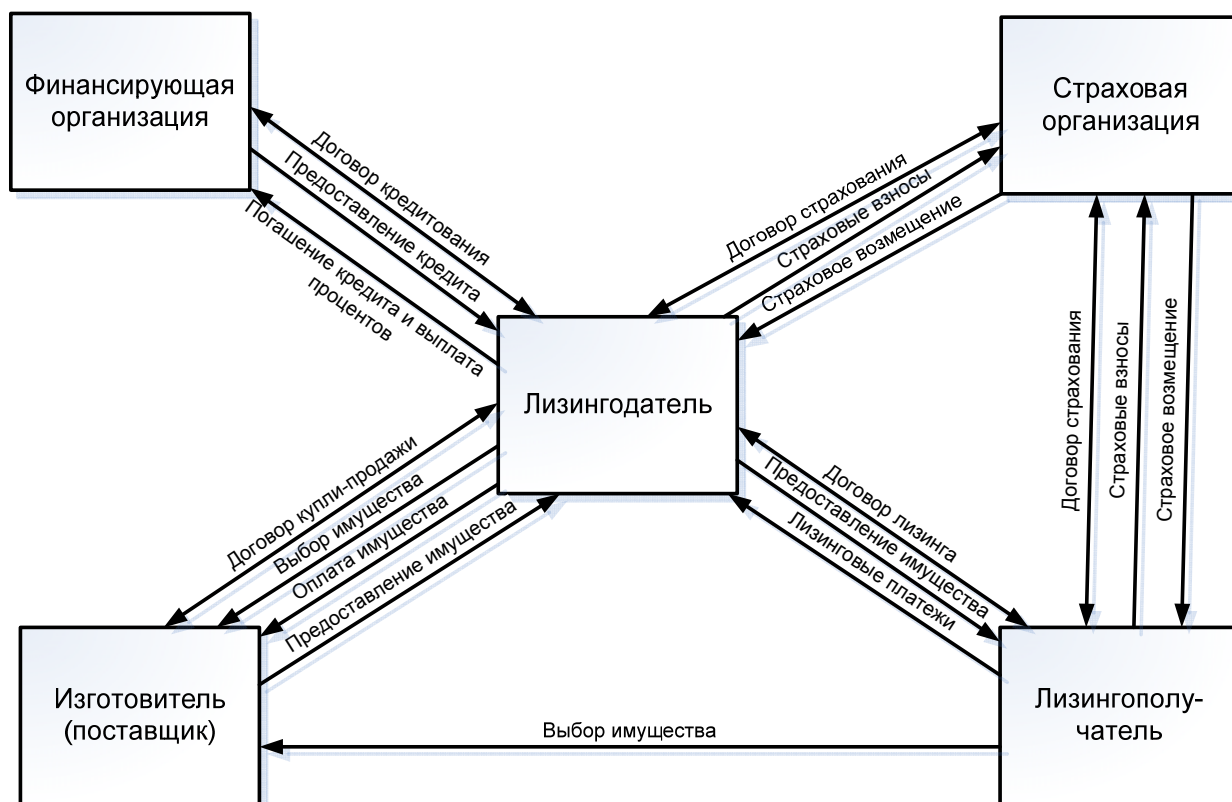 Финансирующая
организация
Страховая
организация
Договор кредитования
Предоставление кредита
Погашение кредита и выплата
процентов
Договор страхования
Страховые взносы
Страховое возмещение
Лизингодатель
Договор страхования
Страховые взносы
Страховое возмещение
Договор купли-продажи
Выбор имущества
Оплата имущества
Предоставление имущества
Договор лизинга
Предоставление имущества
Лизинговые платежи
Изготовитель
(поставщик)
Выбор имущества
Лизингополу-
чатель